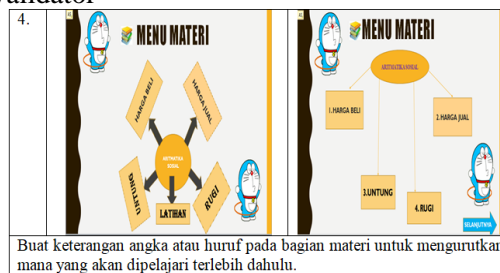 4.
MENU MATERI
HARGA BELI
HARGA JUAL
ARITMATIKA
SOSIAL
UNTUNG
LATIHAN
RUGI
MENU MATERI
ARITMATIKA SOSIAL
1.HARGA BELI
2.HARGA JUAL
3.UNTUNG
4.RUGI
SELANJUTNYA
Buat keterangan angka atau huruf pada bagian materi untuk mengurutkan
mana yang akan dipelajari terlebih dahulu.